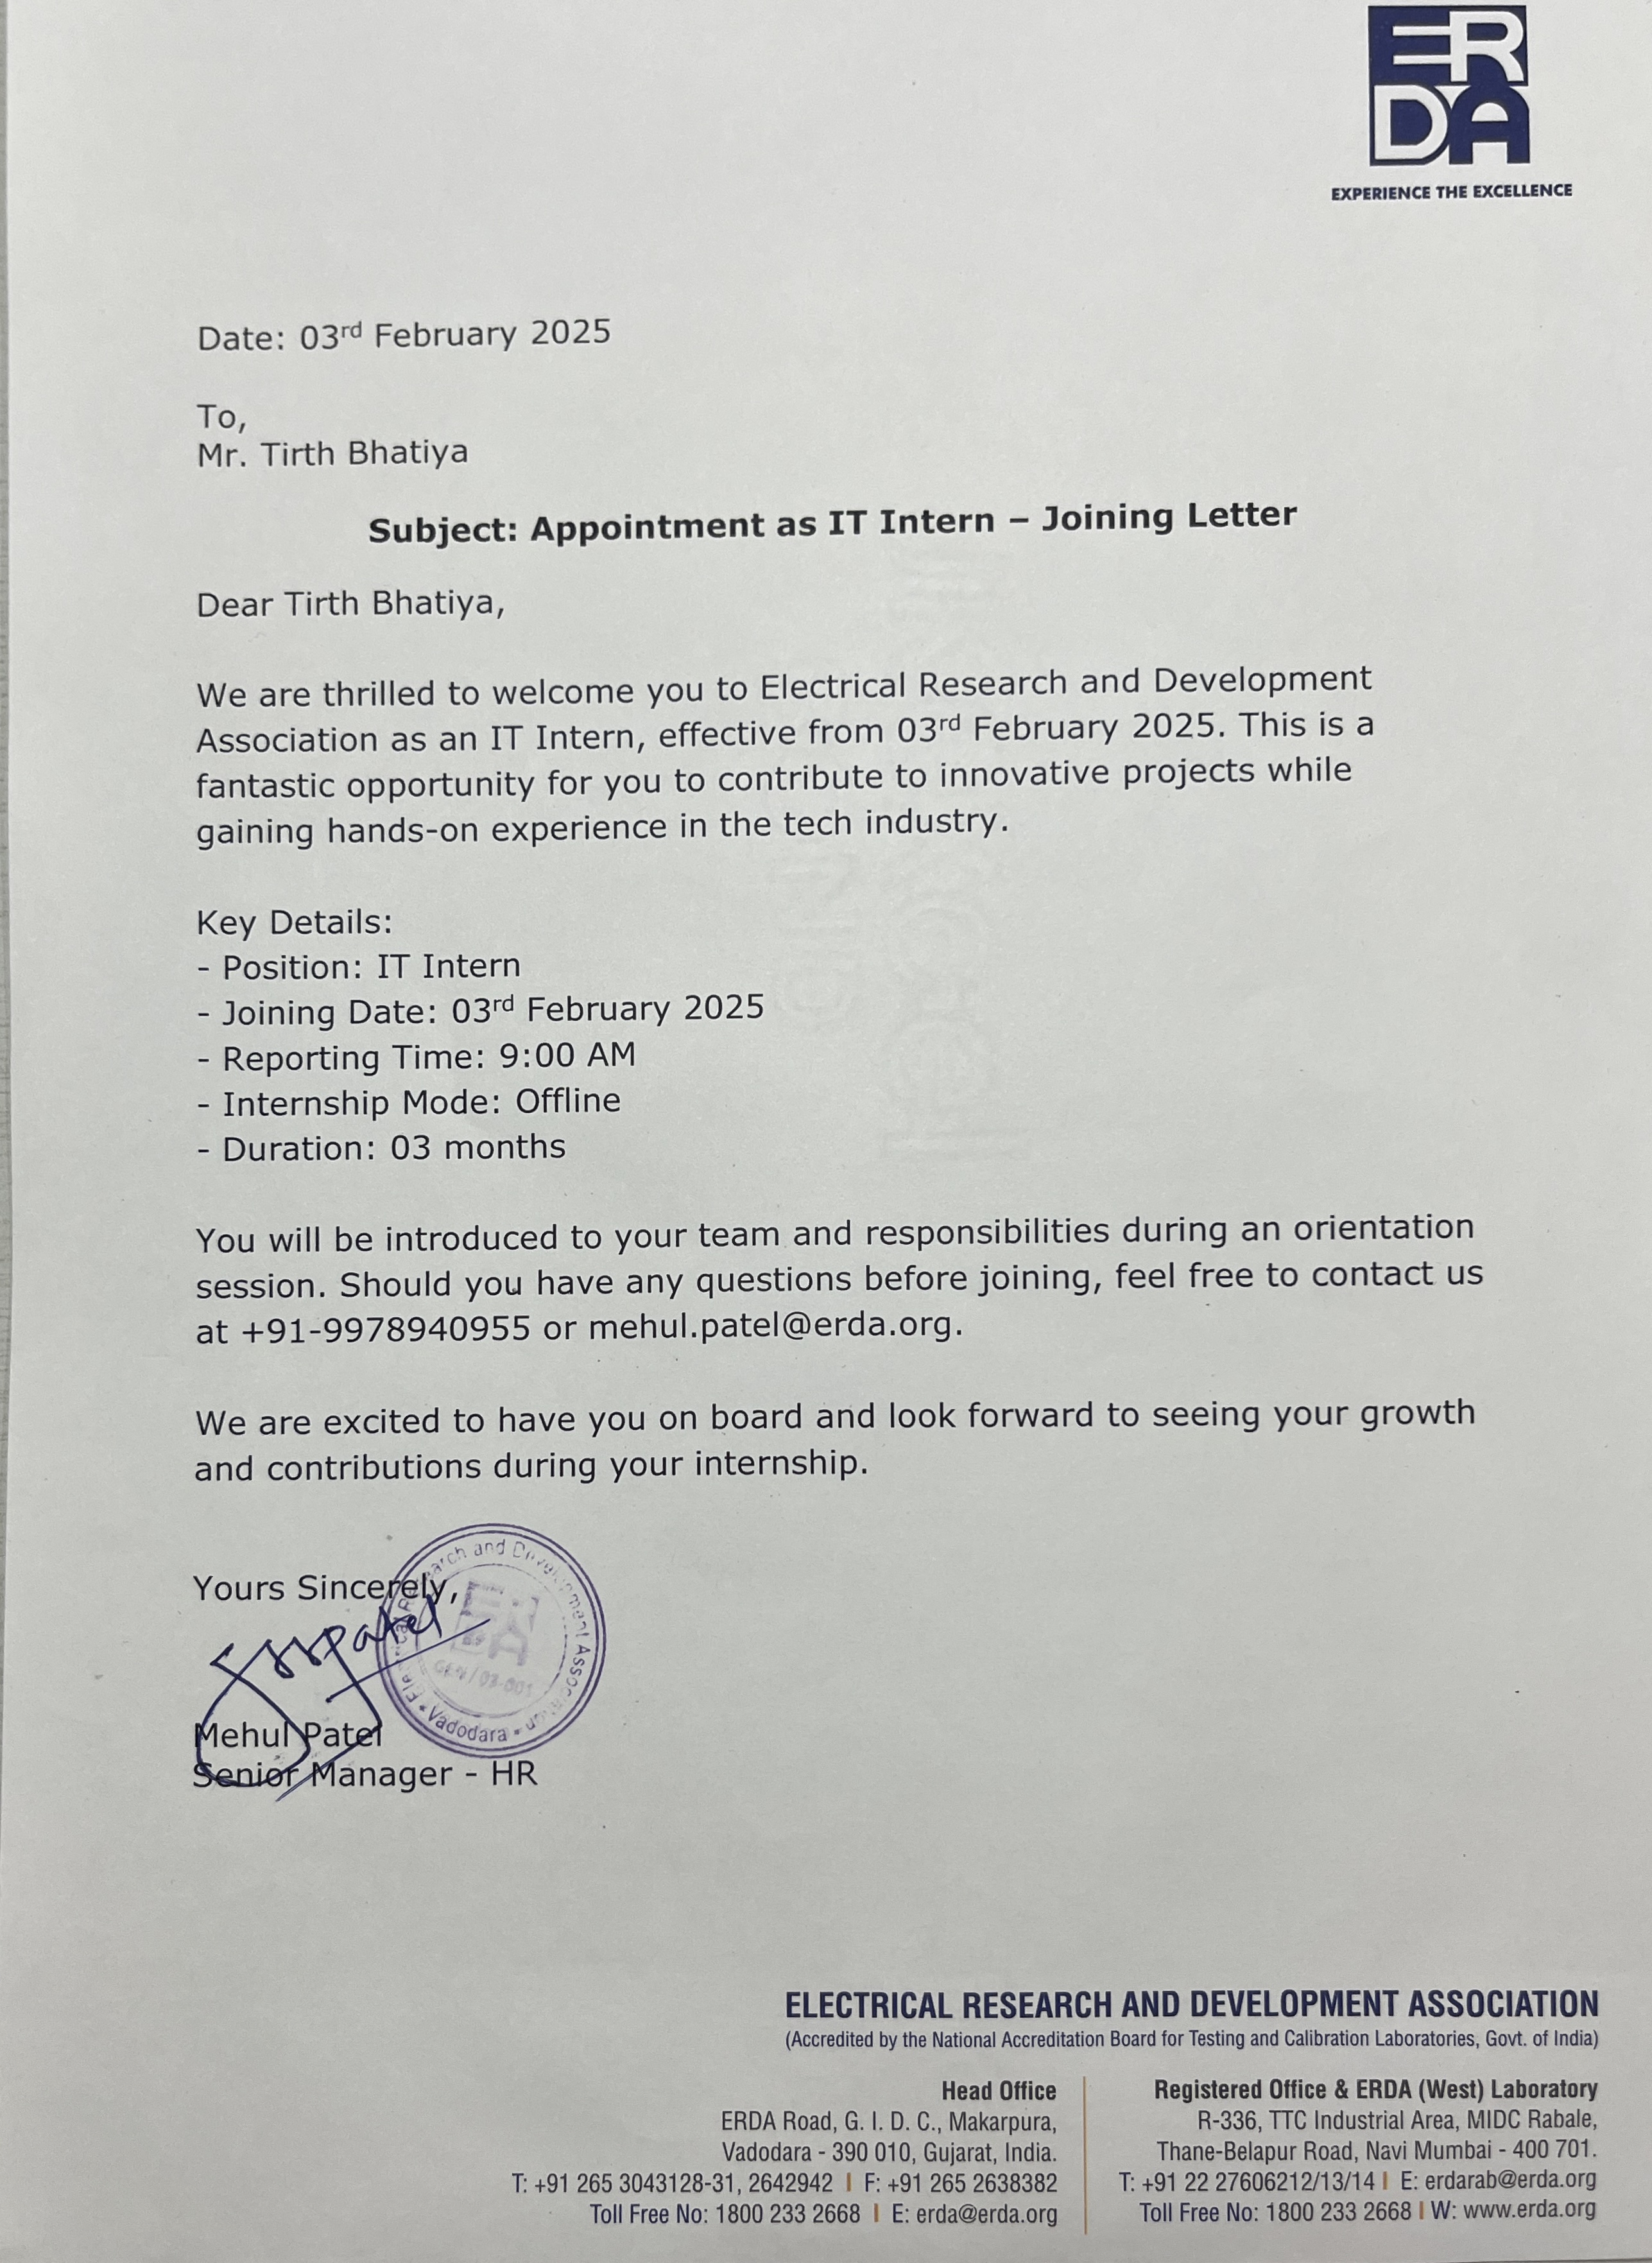 ER
DA
EXPERIENCE THE EXCELLENCE
Date: 03rd February 2025
To,
Mr. Tirth Bhatiya
Subject: Appointment as IT Intern – Joining Letter
Dear Tirth Bhatiya,
We are thrilled to welcome you to Electrical Research and Development
Association as an IT Intern, effective from 03rd February 2025. This is a
fantastic opportunity for you to contribute to innovative projects while
gaining hands-on experience in the tech industry.
Key Details:
- Position: IT Intern
- Joining Date: 03rd February 2025
- Reporting Time: 9:00 AM
- Internship Mode: Offline
- Duration: 03 months
You will be introduced to your team and responsibilities during an orientation
session. Should you have any questions before joining, feel free to contact us
at +91-9978940955 or mehul.patel@erda.org.
We are excited to have you on board and look forward to seeing your growth
and contributions during your internship.
Yours Sincerely,
Electrical Research and Development Association • Vadodara •
ER
DA
Mehul Patel
Senior Manager - HR
ELECTRICAL RESEARCH AND DEVELOPMENT ASSOCIATION
(Accredited by the National Accreditation Board for Testing and Calibration Laboratories, Govt. of India)
Head Office
ERDA Road, G. I. D. C., Makarpura,
Vadodara - 390 010, Gujarat, India.
T: +91 265 3043128-31, 2642942 | F: +91 265 2638382
Toll Free No: 1800 233 2668 | E: erda@erda.org
Registered Office & ERDA (West) Laboratory
R-336, TTC Industrial Area, MIDC Rabale,
Thane-Belapur Road, Navi Mumbai - 400 701.
T: +91 22 27606212/13/14 | E: erdarab@erda.org
Toll Free No: 1800 233 2668 | W: www.erda.org